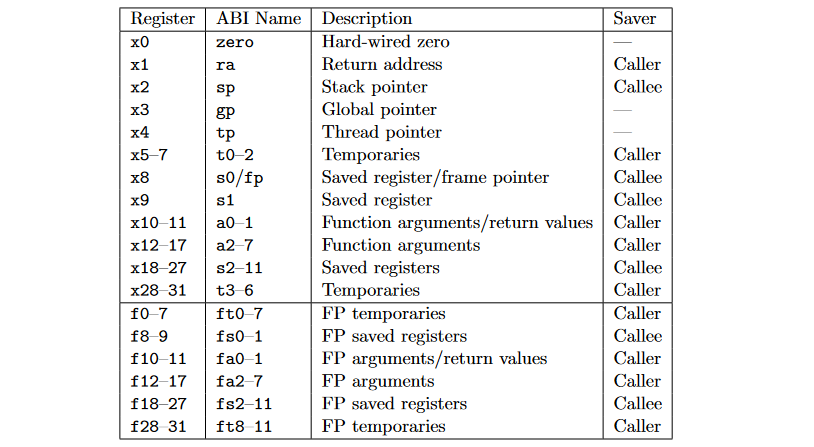 Register ABI Name Description Saver
x0 zero Hard-wired zero —
x1 ra Return address Caller
x2 sp Stack pointer Callee
x3 gp Global pointer —
x4 tp Thread pointer —
x5–7 t0–2 Temporaries Caller
x8 s0/fp Saved register/frame pointer Callee
x9 s1 Saved register Callee
x10–11 a0–1 Function arguments/return values Caller
x12–17 a2–7 Function arguments Caller
x18–27 s2–11 Saved registers Callee
x28–31 t3–6 Temporaries Caller
f0–7 ft0–7 FP temporaries Caller
f8–9 fs0–1 FP saved registers Callee
f10–11 fa0–1 FP arguments/return values Caller
f12–17 fa2–7 FP arguments Caller
f18–27 fs2–11 FP saved registers Callee
f28–31 ft8–11 FP temporaries Caller